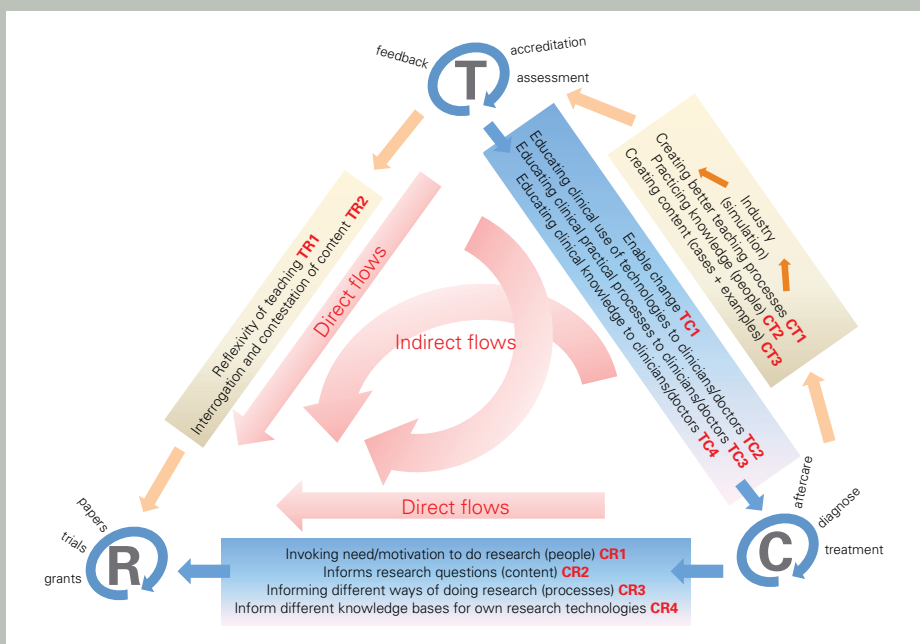 feedback
T
accreditation
assessment
Reflexivity of teaching TR1
Interrogation and contestation of content TR2
Direct flows
Indirect flows
Direct flows
Enable change TC1
Educating clinical use of technologies to clinicians/doctors TC2
Educating clinical practical processes to clinicians/doctors TC3
Educating clinical knowledge to clinicians/doctors TC4
Industry
(simulation)
Creating better teaching processes CT1
Practicing knowledge (people) CT2
Creating content (cases + examples) CT3
papers
trials
grants
R
Invoking need/motivation to do research (people) CR1
Informs research questions (content) CR2
Informing different ways of doing research (processes) CR3
Inform different knowledge bases for own research technologies CR4
C
aftercare
diagnose
treatment